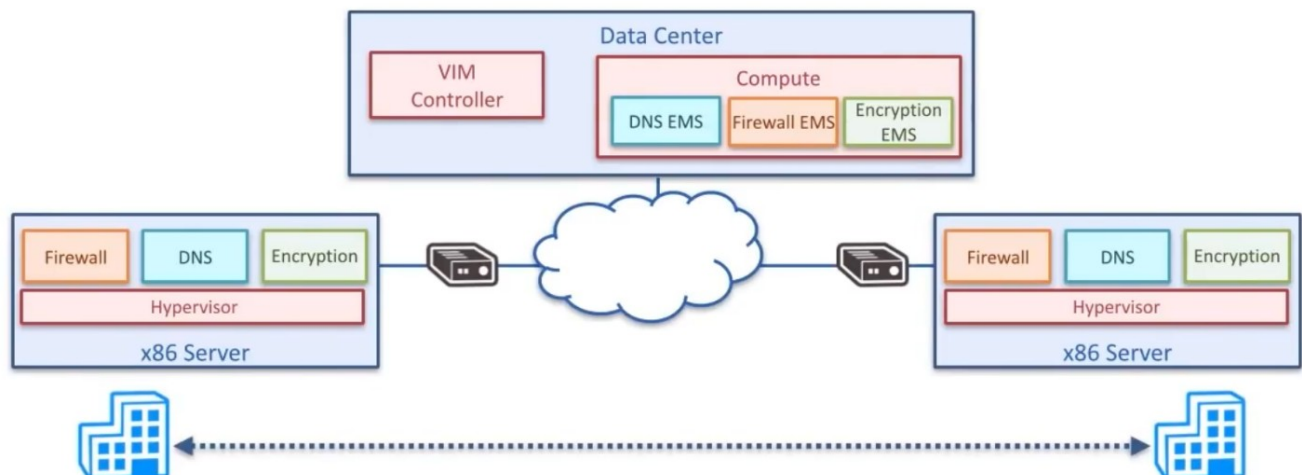 Data Center
VIM
Controller
Compute
DNS EMS
Firewall EMS
Encryption
EMS
Firewall
DNS
Encryption
Hypervisor
x86 Server
Firewall
DNS
Encryption
Hypervisor
x86 Server